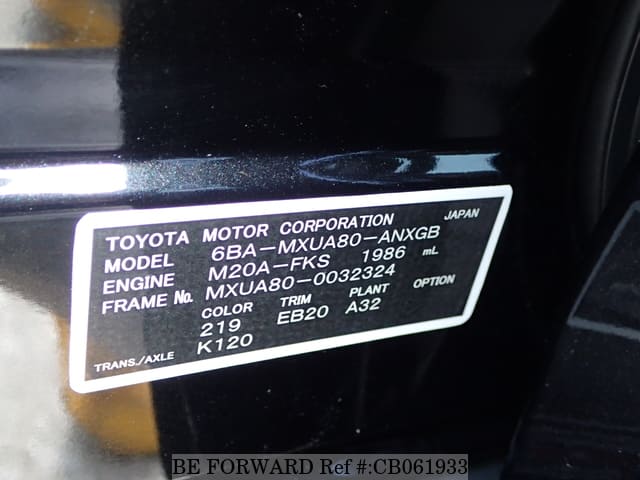 TOYOTA MOTOR CORPORATION JAPAN
MODEL 6BA-MXUA80-ANXGB
ENGINE M20A-FKS 1986 mL
FRAME No. MXUA80-0032324
COLOR TRIM PLANT OPTION
219 EB20 A32
TRANS./AXLE K120
BE FORWARD Ref #:CB061933